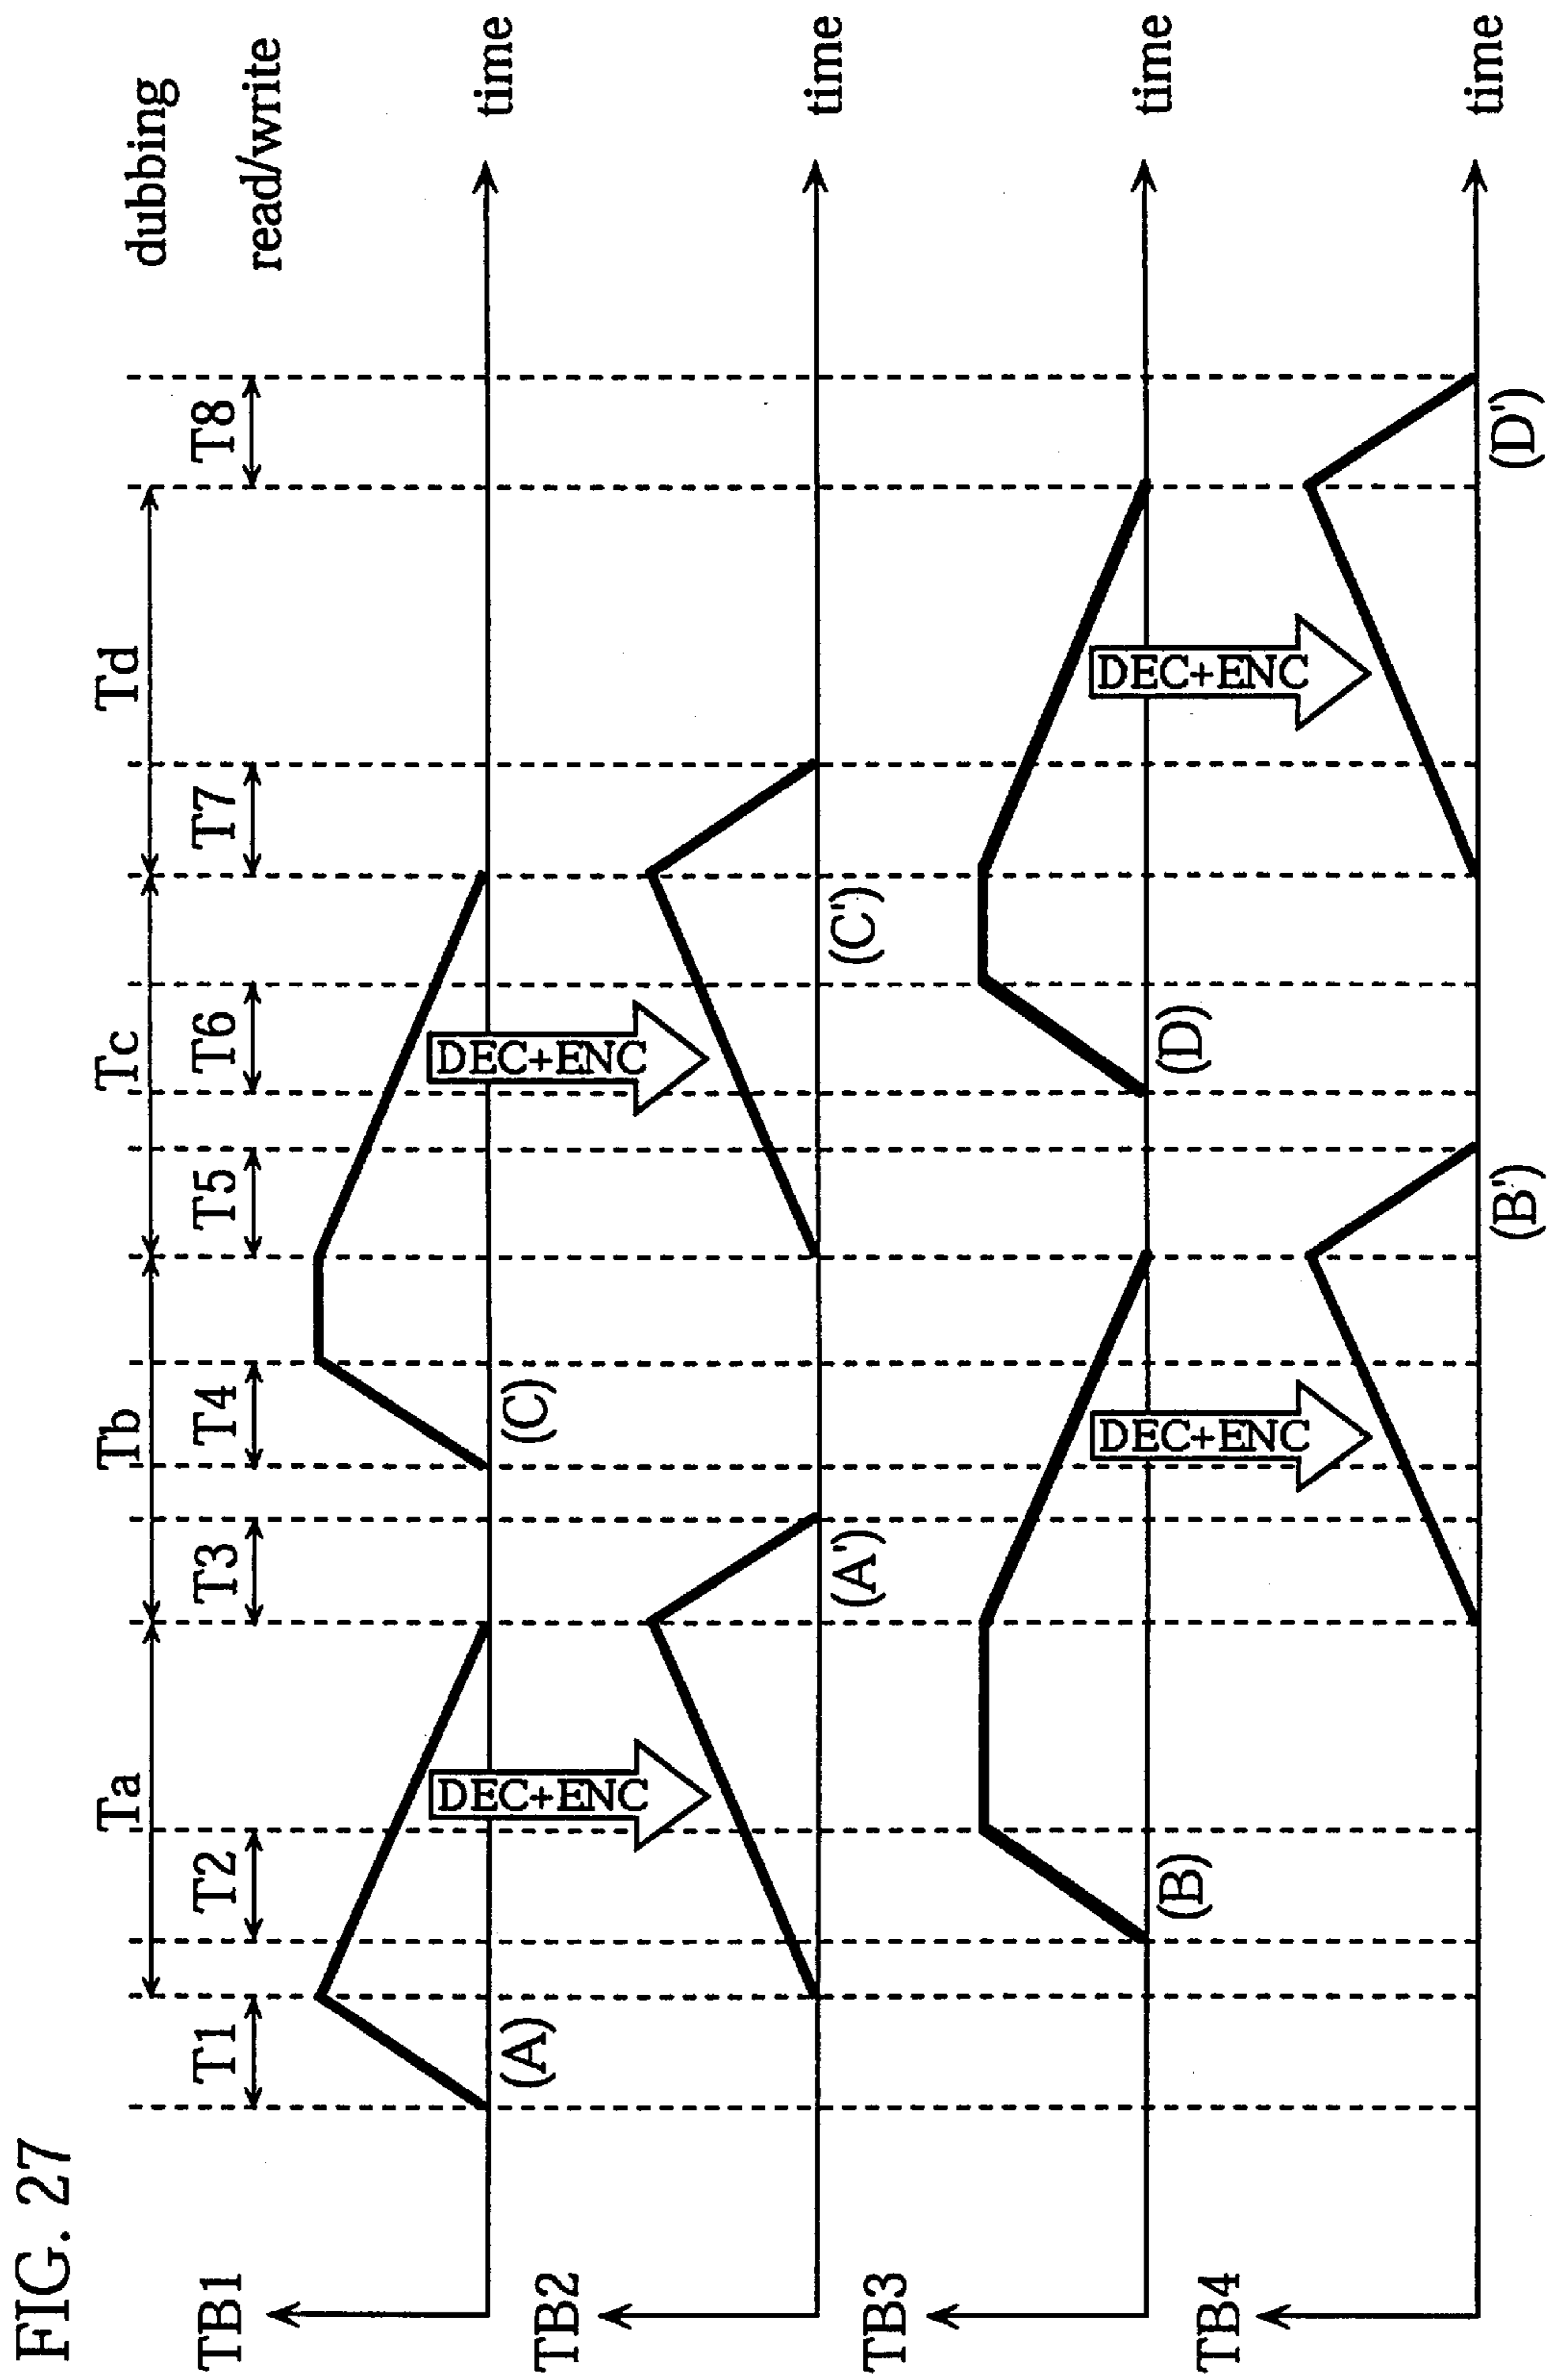 FIG. 27
Ta Tb Tc Td dubbing
T1 T2 T3 T4 T5 T6 T7 T8 read/write
TB1
time
(A) (C)
DEC+ENC DEC+ENC
TB2
time
(A') (C')
TB3
time
(B) (D)
DEC+ENC DEC+ENC
TB4
time
(B') (D')